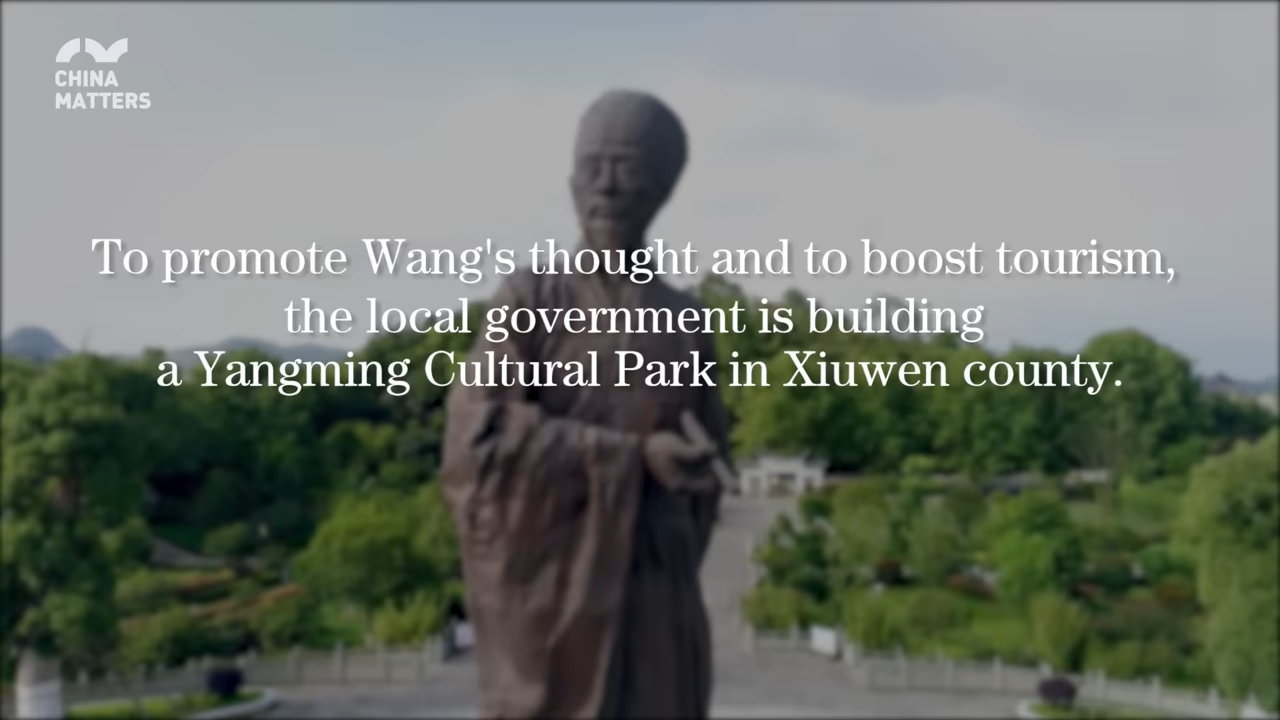 CHINA
MATTERS
To promote Wang's thought and to boost tourism,
the local government is building
a Yangming Cultural Park in Xiuwen county.